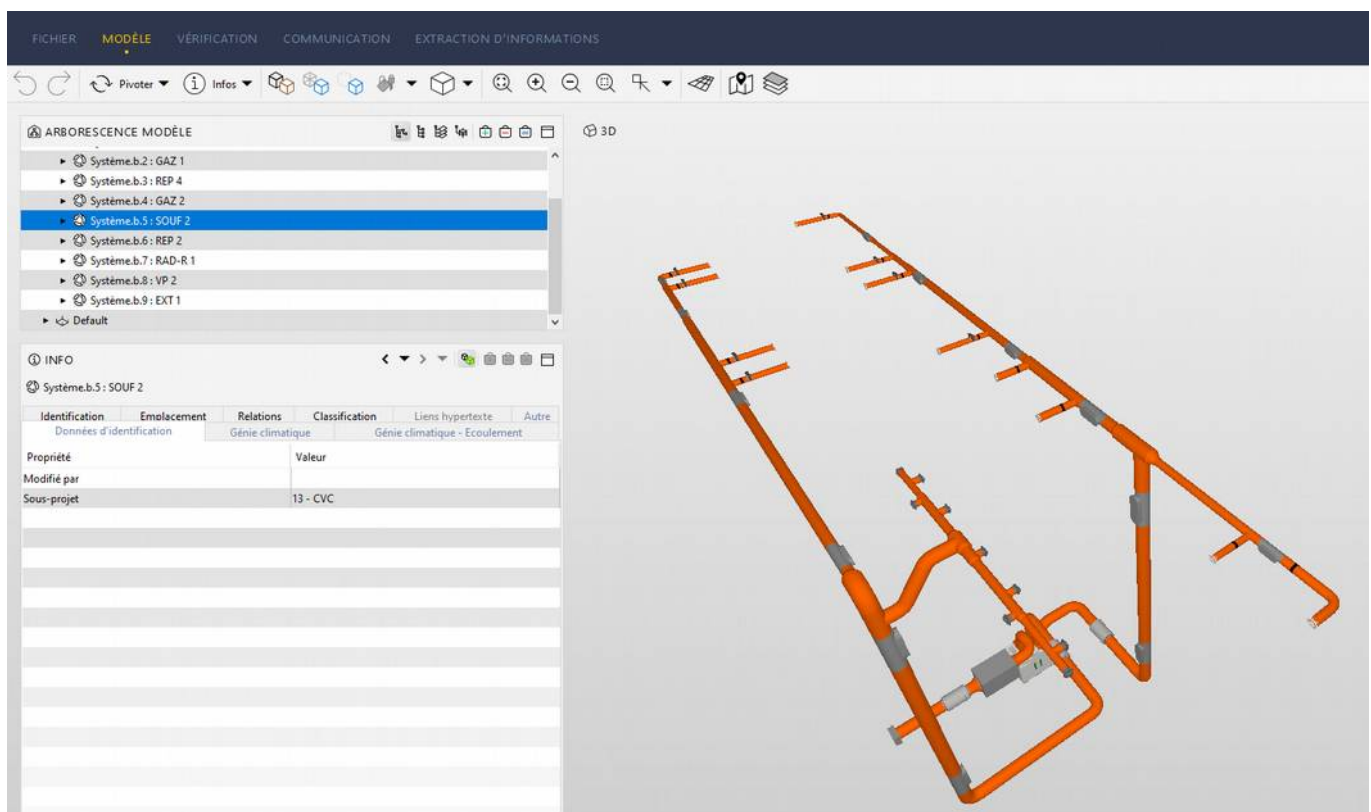 FICHIER MODÈLE VÉRIFICATION COMMUNICATION EXTRACTION D'INFORMATIONS
Pivoter Infos
ARBORESCENCE MODÈLE
3D
Système.b.2 : GAZ 1
Système.b.3 : REP 4
Système.b.4 : GAZ 2
Système.b.5 : SOUF 2
Système.b.6 : REP 2
Système.b.7 : RAD-R 1
Système.b.8 : VP 2
Système.b.9 : EXT 1
Default
INFO
Système.b.5 : SOUF 2
Identification Emplacement Relations Classification Liens hypertexte Autre
Données d'identification Génie climatique Génie climatique - Ecoulement
Propriété Valeur
Modifié par
Sous-projet 13 - CVC